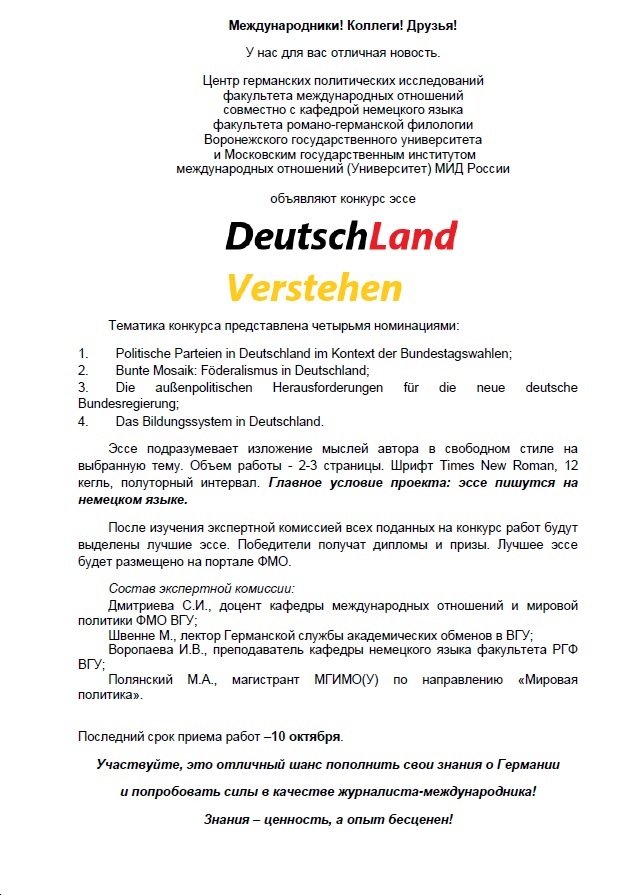 Международники! Коллеги! Друзья!
У нас для вас отличная новость.
Центр германских политических исследований
факультета международных отношений
совместно с кафедрой немецкого языка
факультета романо-германской филологии
Воронежского государственного университета
и Московским государственным институтом
международных отношений (Университет) МИД России
объявляют конкурс эссе
DeutschLand
Verstehen
Тематика конкурса представлена четырьмя номинациями:
1. Politische Parteien in Deutschland im Kontext der Bundestagswahlen;
2. Bunte Mosaik: Föderalismus in Deutschland;
3. Die außenpolitischen Herausforderungen für die neue deutsche
Bundesregierung;
4. Das Bildungssystem in Deutschland.
Эссе подразумевает изложение мыслей автора в свободном стиле на
выбранную тему. Объем работы - 2-3 страницы. Шрифт Times New Roman, 12
кегль, полуторный интервал. Главное условие проекта: эссе пишутся на
немецком языке.
После изучения экспертной комиссией всех поданных на конкурс работ будут
выделены лучшие эссе. Победители получат дипломы и призы. Лучшее эссе
будет размещено на портале ФМО.
Состав экспертной комиссии:
Дмитриева С.И., доцент кафедры международных отношений и мировой
политики ФМО ВГУ;
Швенне М., лектор Германской службы академических обменов в ВГУ;
Воропаева И.В., преподаватель кафедры немецкого языка факультета РГФ
ВГУ;
Полянский М.А., магистрант МГИМО(У) по направлению «Мировая
политика».
Последний срок приема работ –10 октября.
Участвуйте, это отличный шанс пополнить свои знания о Германии
и попробовать силы в качестве журналиста-международника!
Знания – ценность, а опыт бесценен!